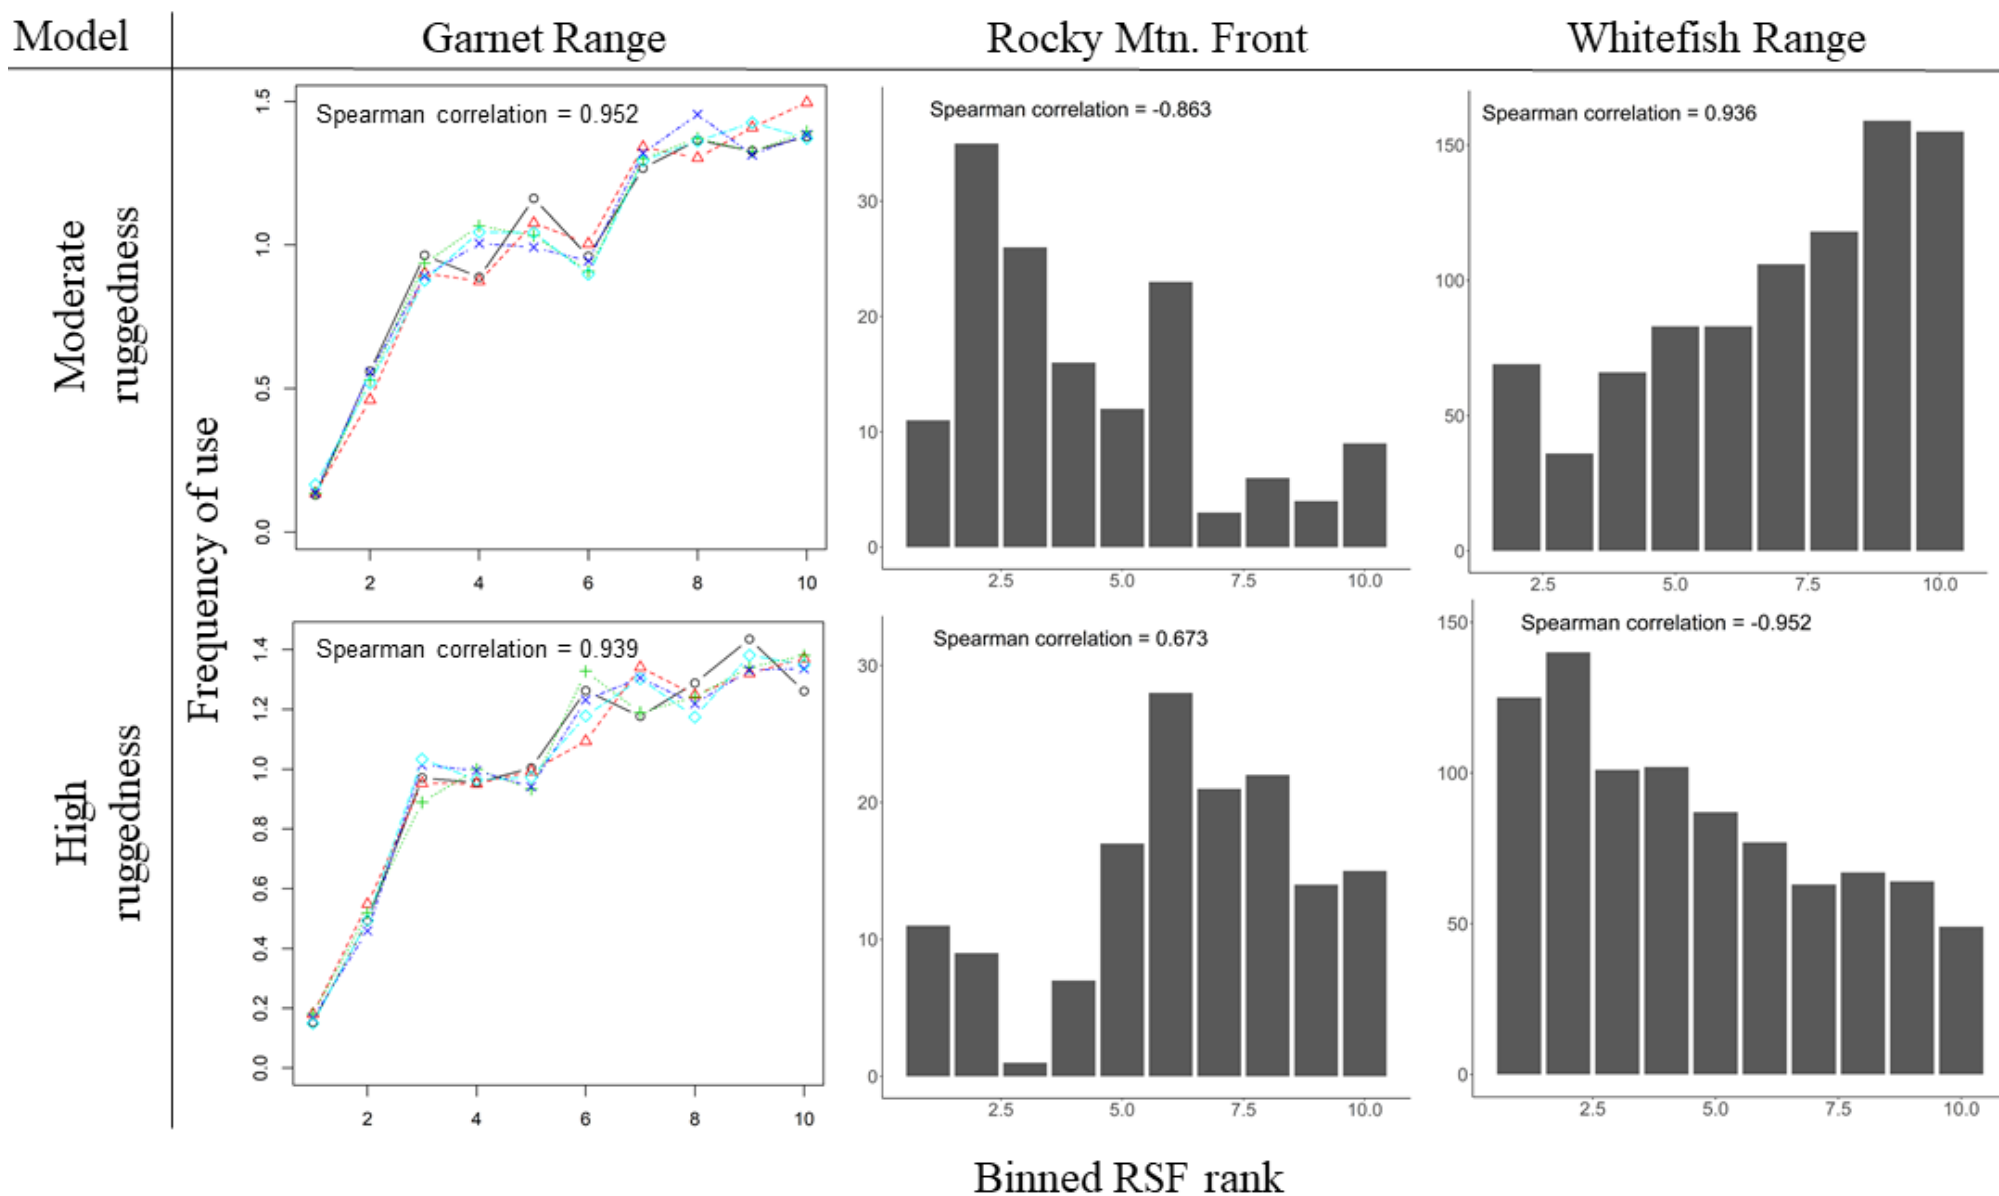 Model Garnet Range Rocky Mtn. Front Whitefish Range
Moderate
ruggedness
High
ruggedness
Frequency of use
Spearman correlation = 0.952
1.5
1.0
0.5
0.0
2 4 6 8 10
Spearman correlation = -0.863
30
20
10
0
2.5 5.0 7.5 10.0
Spearman correlation = 0.936
150
100
50
0
2.5 5.0 7.5 10.0
Spearman correlation = 0.939
1.4
1.2
1.0
0.8
0.6
0.4
0.2
0.0
2 4 6 8 10
Spearman correlation = 0.673
30
20
10
0
2.5 5.0 7.5 10.0
Spearman correlation = -0.952
150
100
50
0
2.5 5.0 7.5 10.0
Binned RSF rank